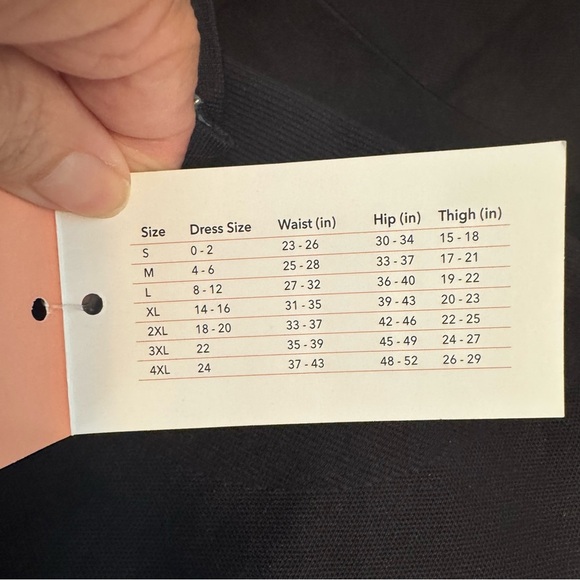 Size Dress Size Waist (in) Hip (in) Thigh (in)
S 0 - 2 23 - 26 30 - 34 15 - 18
M 4 - 6 25 - 28 33 - 37 17 - 21
L 8 - 12 27 - 32 36 - 40 19 - 22
XL 14 - 16 31 - 35 39 - 43 20 - 23
2XL 18 - 20 33 - 37 42 - 46 22 - 25
3XL 22 35 - 39 45 - 49 24 - 27
4XL 24 37 - 43 48 - 52 26 - 29